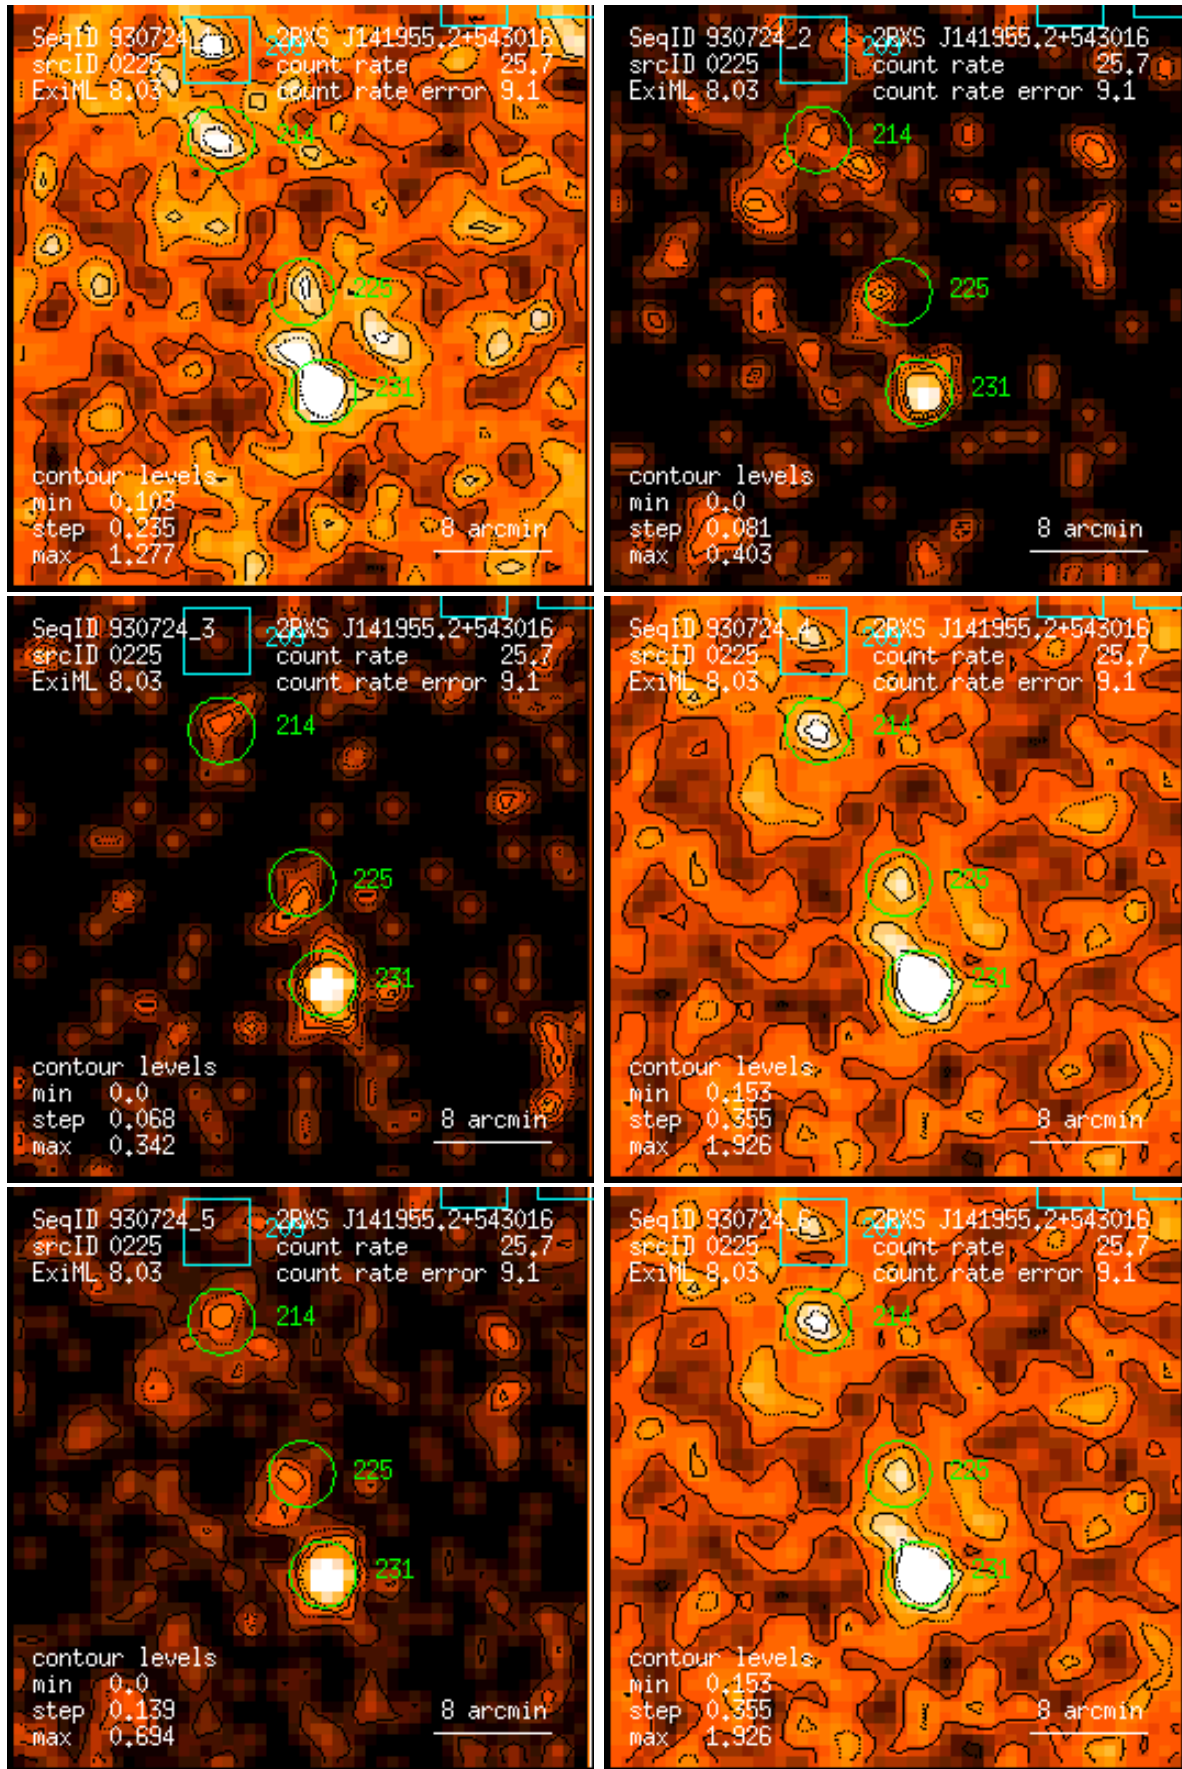 SeqID 930724_1 2RXS J141955.2+543016
srcID 0225 209 count rate 25.7
ExiML 8.03 count rate error 9.1
214
225
231
contour levels
min 0.103
step 0.235
max 1.277
8 arcmin
SeqID 930724_2 2RXS J141955.2+543016
srcID 0225 209 count rate 25.7
ExiML 8.03 count rate error 9.1
214
225
231
contour levels
min 0.0
step 0.081
max 0.403
8 arcmin
SeqID 930724_3 2RXS J141955.2+543016
srcID 0225 209 count rate 25.7
ExiML 8.03 count rate error 9.1
214
225
231
contour levels
min 0.0
step 0.068
max 0.342
8 arcmin
SeqID 930724_4 2RXS J141955.2+543016
srcID 0225 209 count rate 25.7
ExiML 8.03 count rate error 9.1
214
225
231
contour levels
min 0.153
step 0.355
max 1.926
8 arcmin
SeqID 930724_5 2RXS J141955.2+543016
srcID 0225 209 count rate 25.7
ExiML 8.03 count rate error 9.1
214
225
231
contour levels
min 0.0
step 0.139
max 0.694
8 arcmin
SeqID 930724_6 2RXS J141955.2+543016
srcID 0225 209 count rate 25.7
ExiML 8.03 count rate error 9.1
214
225
231
contour levels
min 0.153
step 0.355
max 1.926
8 arcmin